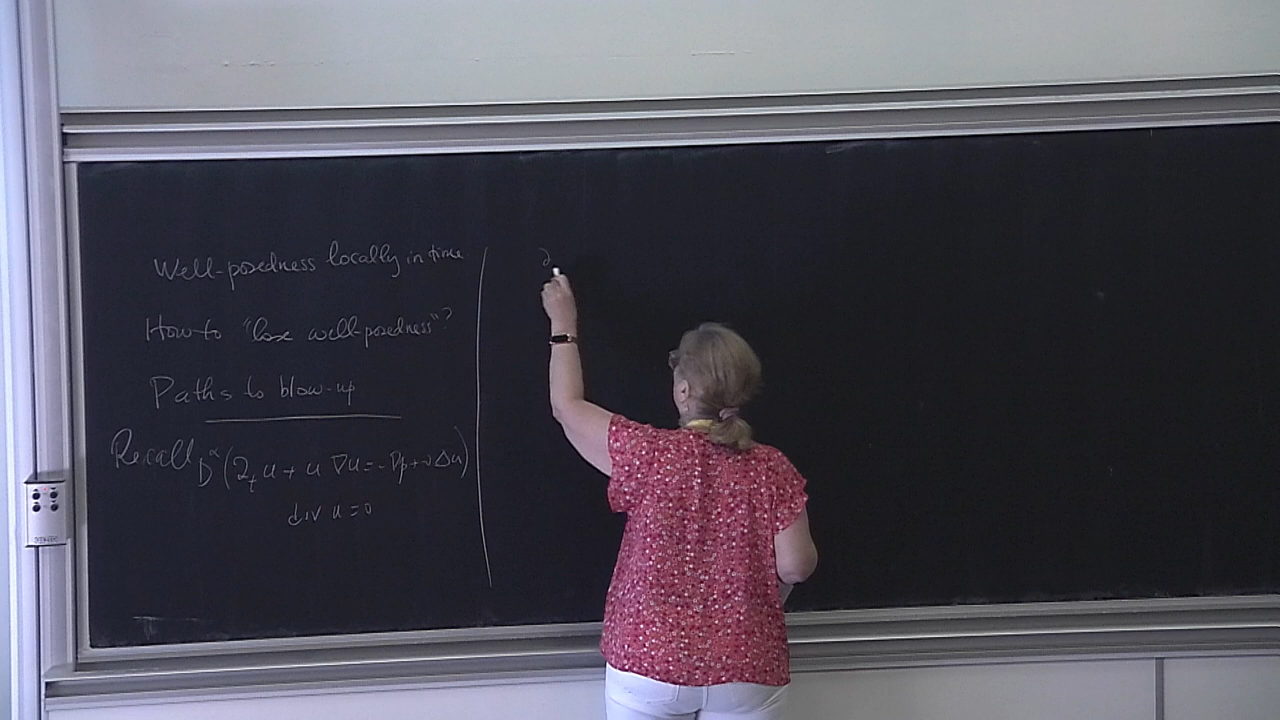 Well-posedness locally in time
How to "lose well-posedness"?
Paths to blow-up
Recall D^α (∂_t u + u ∇u = -∇p + ν Δu)
div u = 0
∂